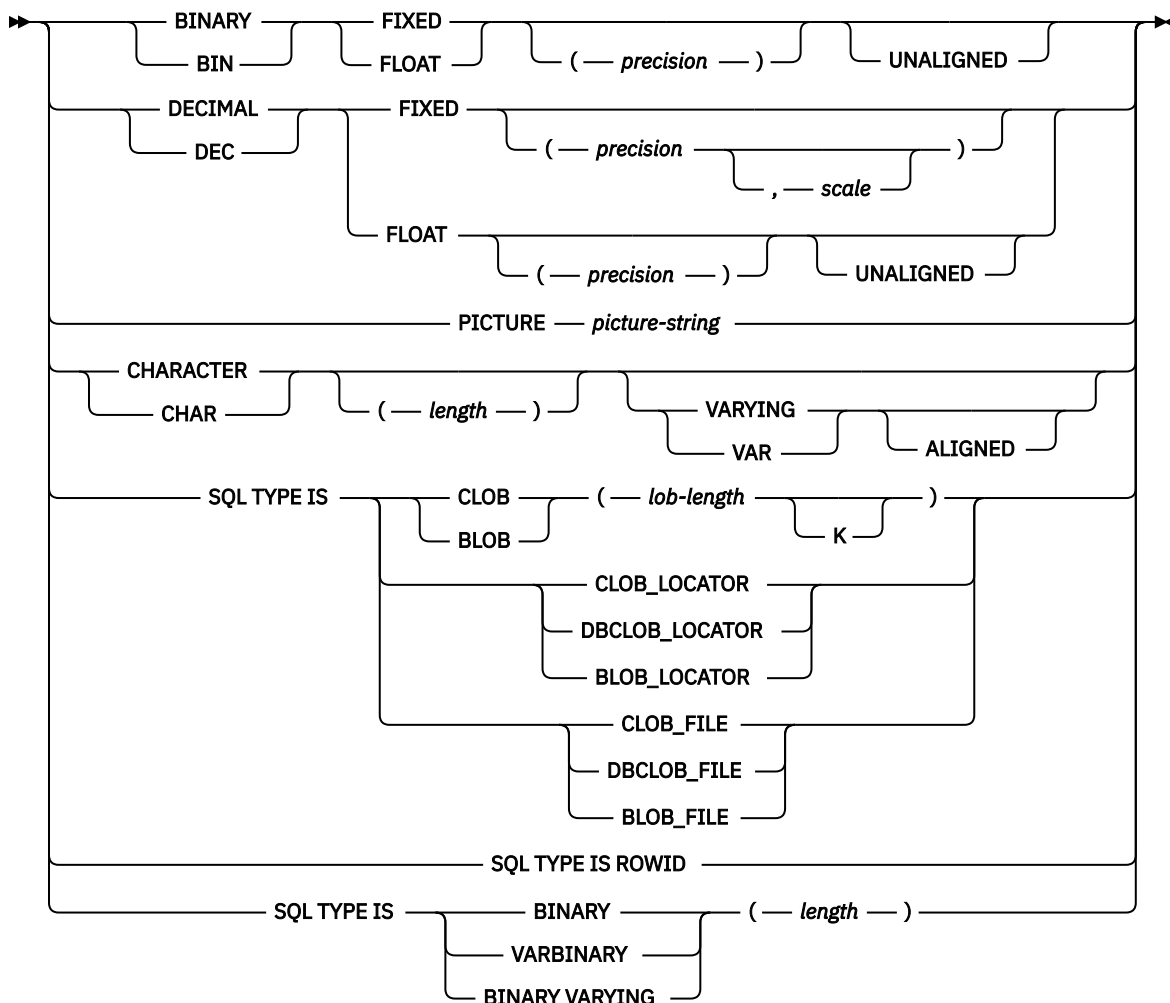 BINARY FIXED
BIN FLOAT ( precision ) UNALIGNED
DECIMAL FIXED
DEC ( precision )
, scale
FLOAT
( precision ) UNALIGNED
PICTURE picture-string
CHARACTER
CHAR ( length ) VARYING
VAR ALIGNED
SQL TYPE IS CLOB ( lob-length )
BLOB K
CLOB_LOCATOR
DBCLOB_LOCATOR
BLOB_LOCATOR
CLOB_FILE
DBCLOB_FILE
BLOB_FILE
SQL TYPE IS ROWID
SQL TYPE IS BINARY ( length )
VARBINARY
BINARY VARYING